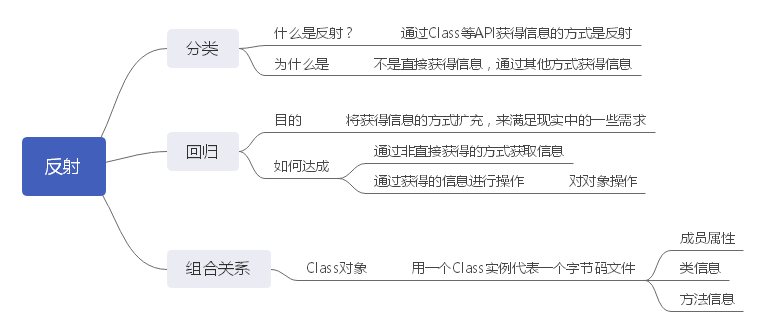 反射
分类
什么是反射？
通过Class等API获得信息的方式是反射
为什么是
不是直接获得信息，通过其他方式获得信息
回归
目的
将获得信息的方式扩充，来满足现实中的一些需求
如何达成
通过非直接获得的方式获取信息
通过获得的信息进行操作
对对象操作
组合关系
Class对象
用一个Class实例代表一个字节码文件
成员属性
类信息
方法信息